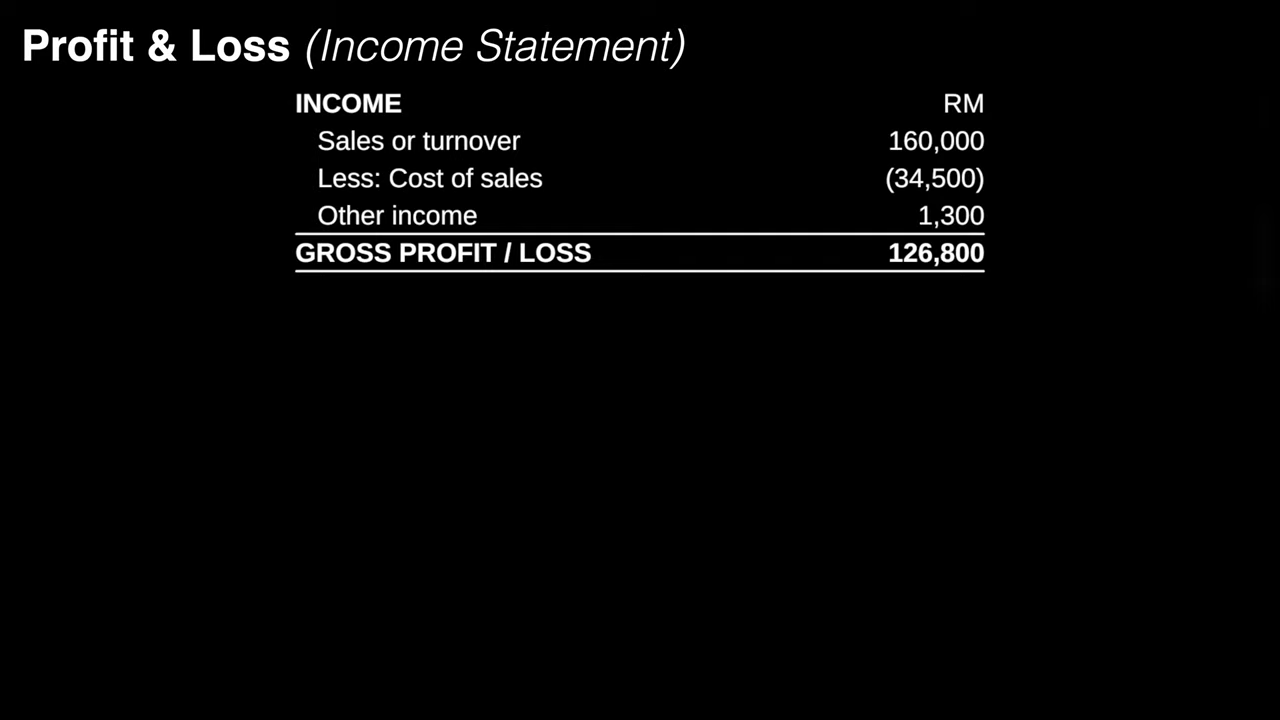 Profit & Loss (Income Statement)
INCOME RM
Sales or turnover 160,000
Less: Cost of sales (34,500)
Other income 1,300
GROSS PROFIT / LOSS 126,800